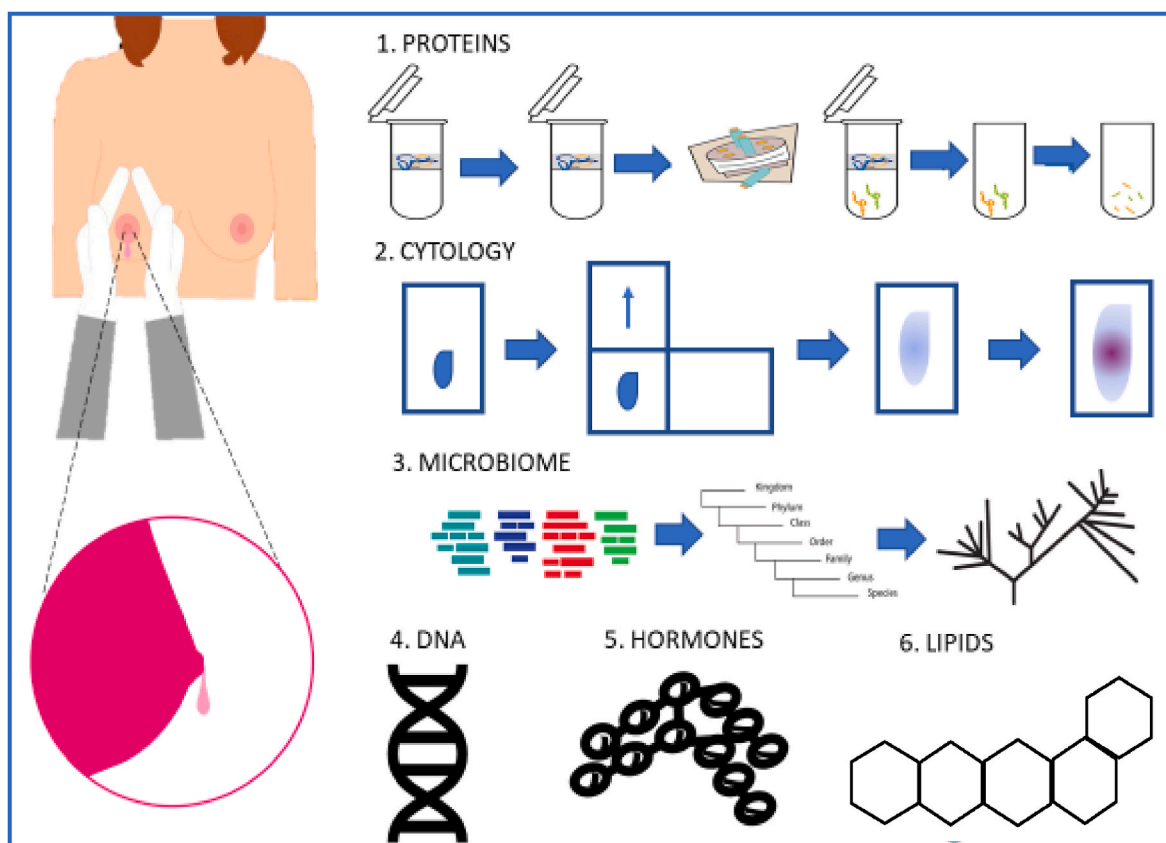 1. PROTEINS
2. CYTOLOGY
3. MICROBIOME
Kingdom
Phylum
Class
Order
Family
Genus
Species
4. DNA
5. HORMONES
6. LIPIDS